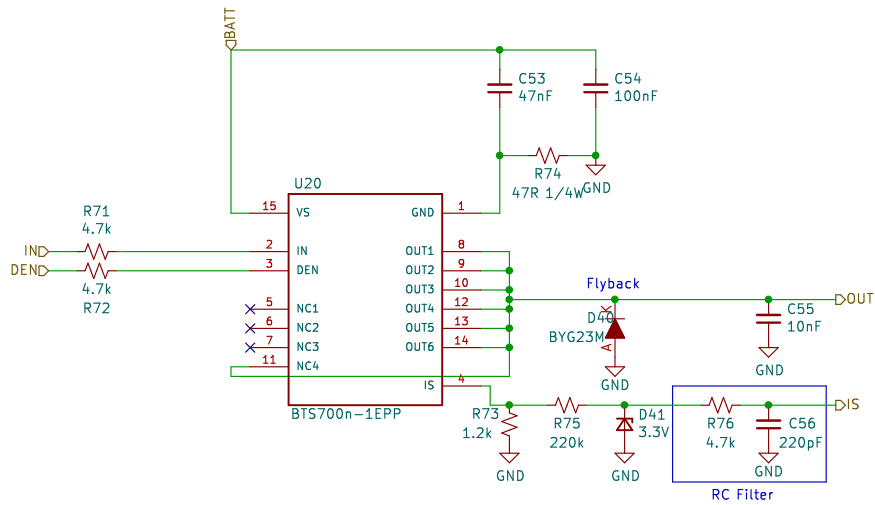 BATT
C53
47nF
C54
100nF
R74
47R 1/4W
GND
U20
15
VS
GND
1
R71
4.7k
IN
2
IN
OUT1
8
DEN
3
DEN
OUT2
9
4.7k
R72
OUT3
10
5
NC1
OUT4
12
6
NC2
OUT5
13
7
NC3
OUT6
14
11
NC4
IS
4
BTS700n-1EPP
Flyback
OUT
K
D40
BYG23M
A
GND
C55
10nF
GND
IS
R73
1.2k
GND
R75
220k
D41
3.3V
GND
R76
4.7k
C56
220pF
GND
RC Filter